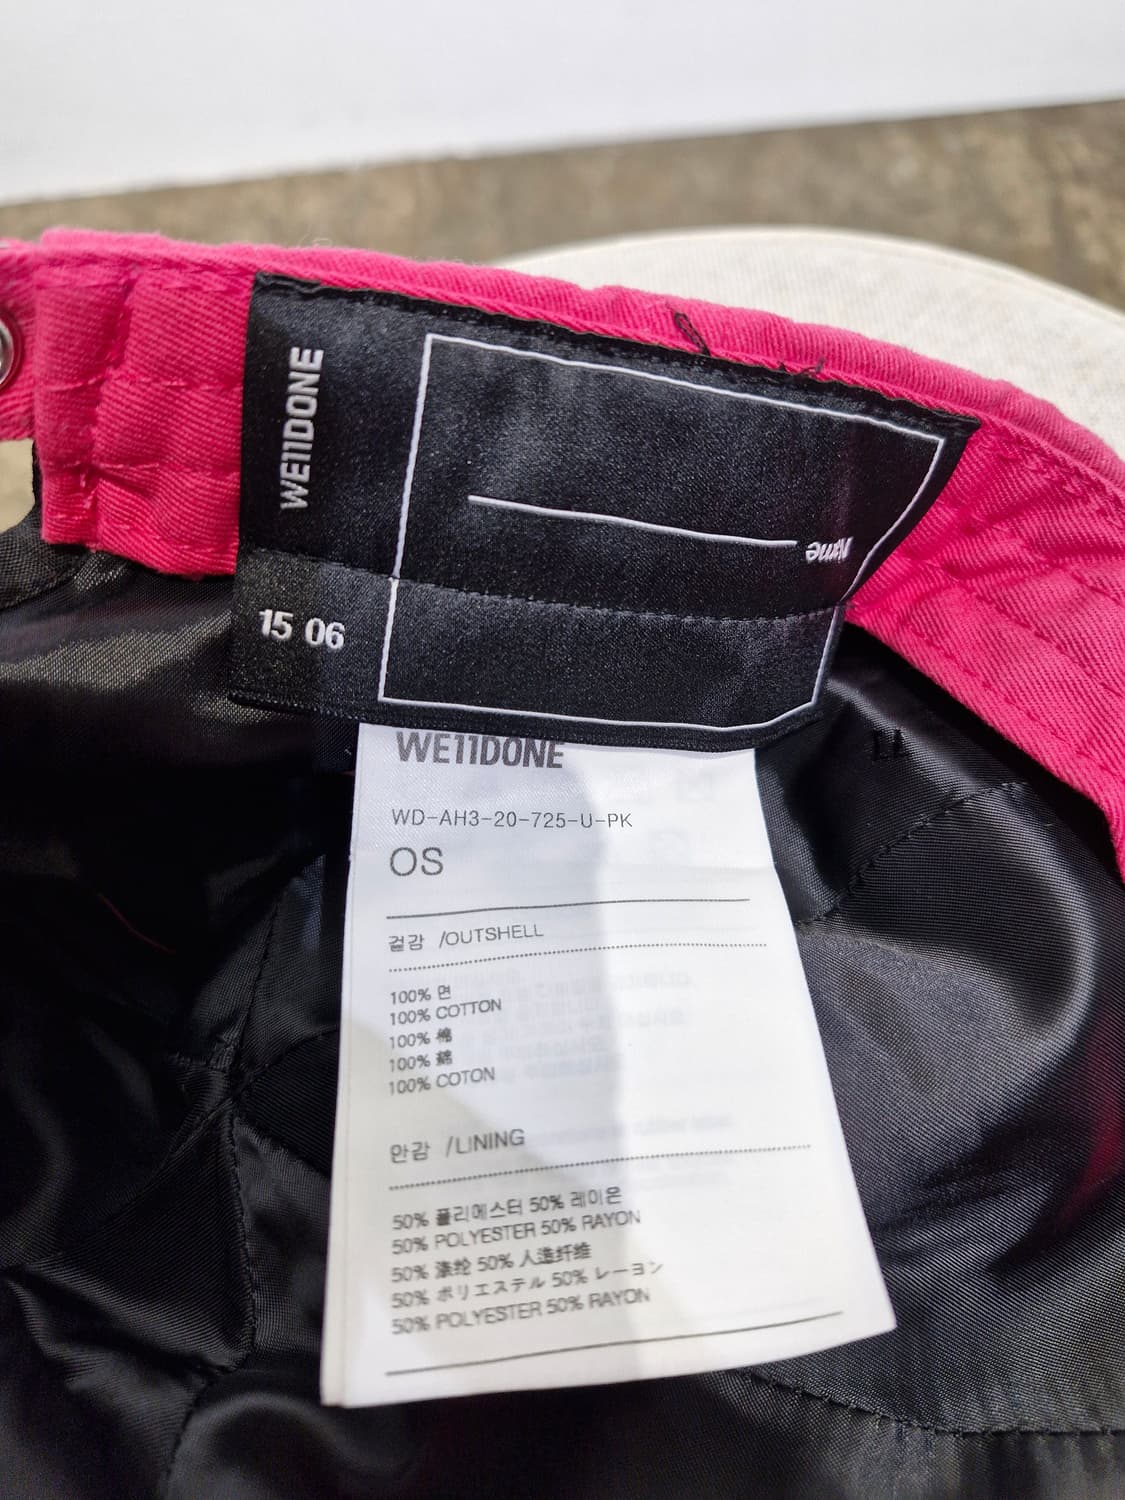 WE11DONE
Name
15 06
WE11DONE
WD-AH3-20-725-U-PK
OS
겉감 /OUTSHELL
100% 면
100% COTTON
100% 棉
100% 綿
100% COTON
안감 /LINING
50% 폴리에스터 50% 레이온
50% POLYESTER 50% RAYON
50% 涤纶 50% 人造纤维
50% ポリエステル 50% レーヨン
50% POLYESTER 50% RAYON